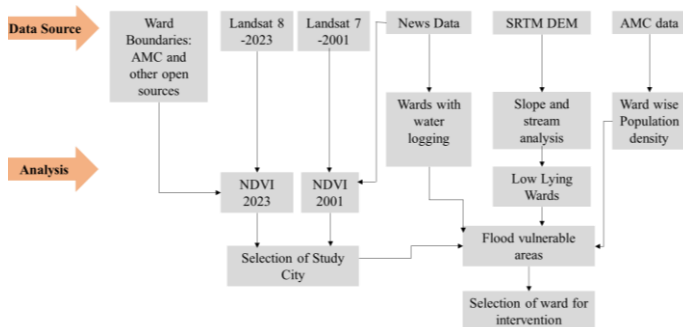 Data Source
Ward
Boundaries:
AMC and
other open
sources
Landsat 8
-2023
Landsat 7
-2001
News Data
SRTM DEM
AMC data
Wards with
water
logging
Slope and
stream
analysis
Ward wise
Population
density
Analysis
NDVI
2023
NDVI
2001
Low Lying
Wards
Selection of Study
City
Flood vulnerable
areas
Selection of ward for
intervention